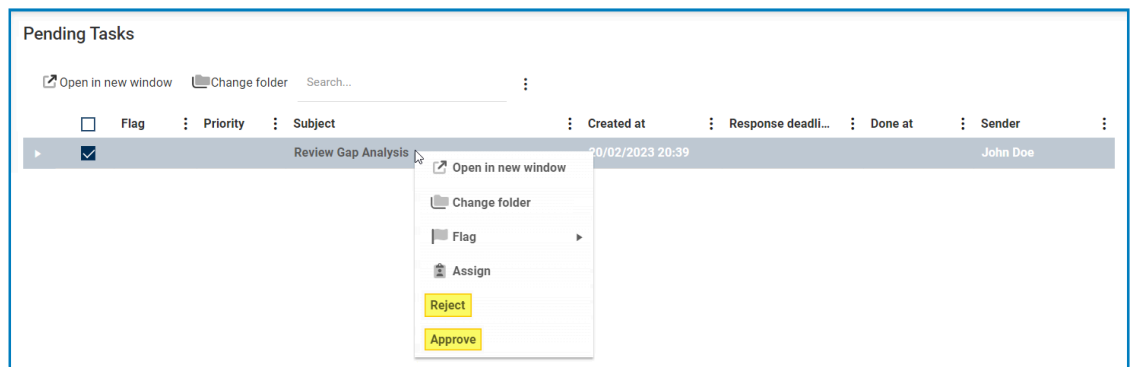 Pending Tasks
Open in new window Change folder Search...
Flag Priority Subject Created at Response deadli... Done at Sender
Review Gap Analysis 20/02/2023 20:39 John Doe
Open in new window
Change folder
Flag
Assign
Reject
Approve